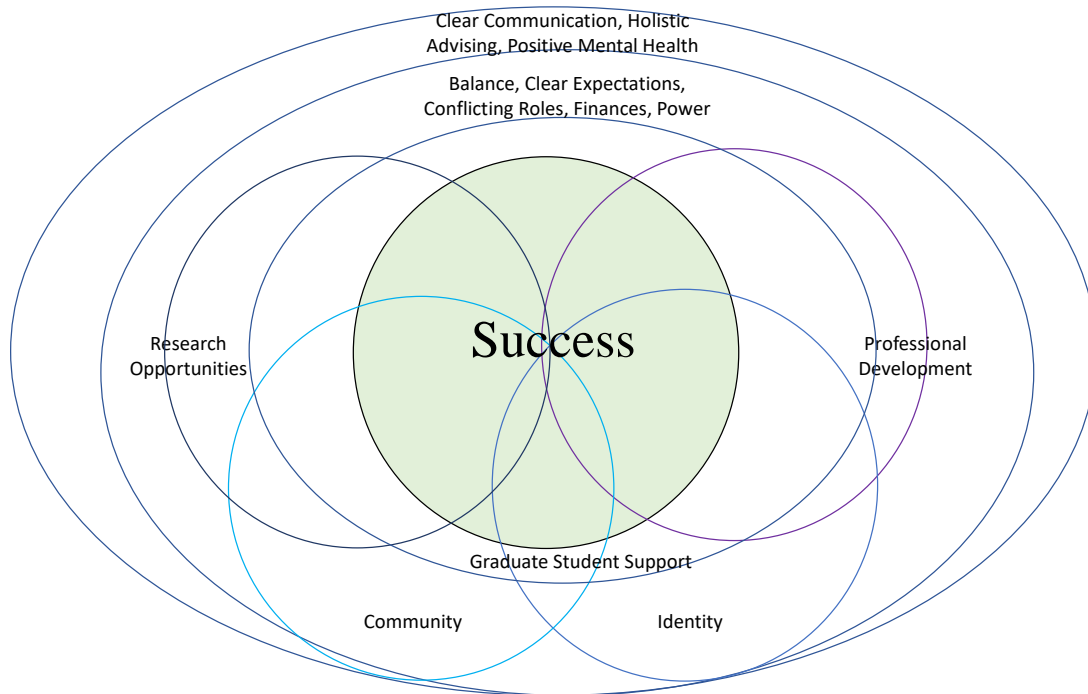 Clear Communication, Holistic
Advising, Positive Mental Health
Balance, Clear Expectations,
Conflicting Roles, Finances, Power
Success
Research
Opportunities
Professional
Development
Graduate Student Support
Community
Identity